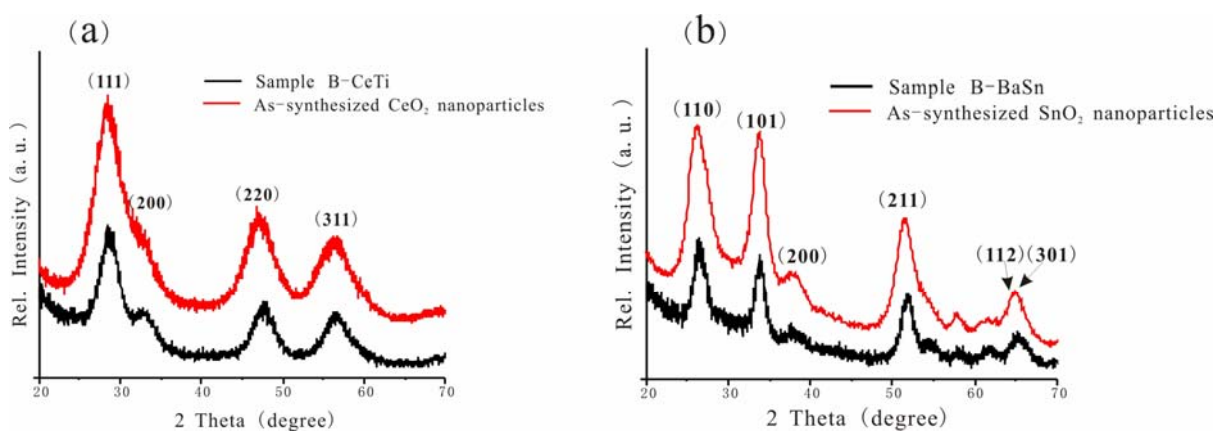 (a)
(111)
Sample B-CeTi
As-synthesized CeO₂ nanoparticles
(200)
(220)
(311)
Rel. Intensity (a. u.)
20 30 40 50 60 70
2 Theta (degree)
(b)
Sample B-BaSn
As-synthesized SnO₂ nanoparticles
(110)
(101)
(211)
(200)
(112) (301)
Rel. Intensity (a. u.)
20 30 40 50 60 70
2 Theta (degree)